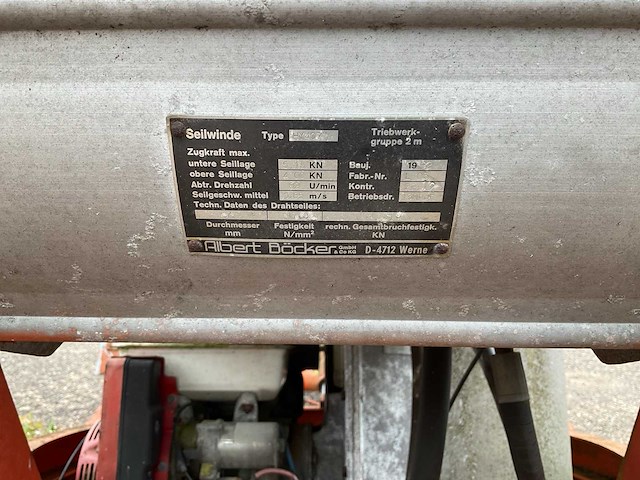 Seilwinde Type Triebwerk-
gruppe 2 m
Zugkraft max.
untere Seillage KN Bauj. 19
obere Seillage KN Fabr.-Nr.
Abtr. Drehzahl U/min Kontr.
Seilgeschw. mittel m/s Betriebsdr.
Techn. Daten des Drahtseiles:
Durchmesser Festigkeit rechn. Gesamtbruchfestigk.
mm N/mm² KN
Albert Böcker GmbH & Co KG D-4712 Werne